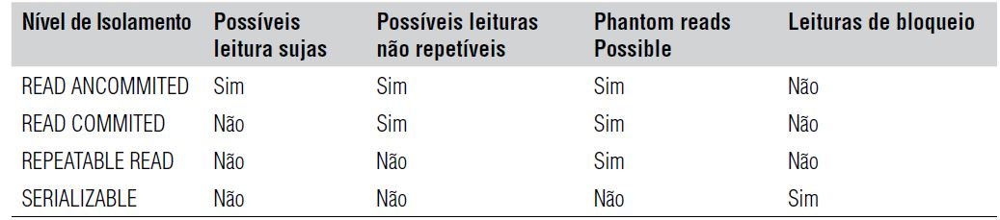 Nível de Isolamento Possíveis leitura sujas Possíveis leituras não repetíveis Phantom reads Possible Leituras de bloqueio
READ ANCOMMITED Sim Sim Sim Não
READ COMMITED Não Sim Sim Não
REPEATABLE READ Não Não Sim Não
SERIALIZABLE Não Não Não Sim